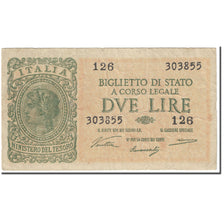 ITALIA
126 303855
BIGLIETTO DI STATO
A CORSO LEGALE
DVE LIRE
303855 126
MINISTERO DEL TESORO